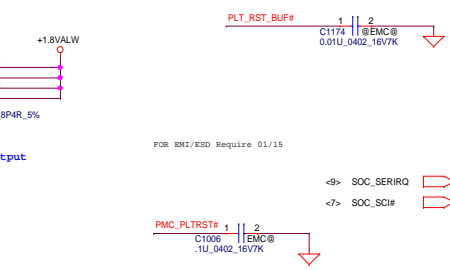 PLT_RST_BUF#
1 2
C1174 @EMC@
0.01U_0402_16V7K
+1.8VALW
_8P4R_5%
tput
FOR EMI/ESD Require 01/15
<9> SOC_SERIRQ
<7> SOC_SCI#
PMC_PLTRST# 1 2
C1006 EMC@
.1U_0402_16V7K